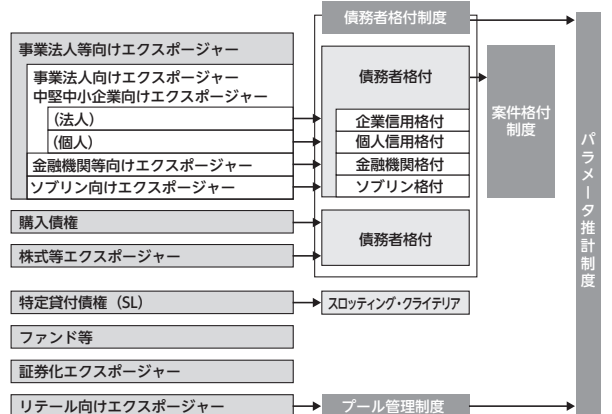 債務者格付制度
事業法人等向けエクスポージャー
事業法人向けエクスポージャー
中堅中小企業向けエクスポージャー
(法人)
(個人)
金融機関等向けエクスポージャー
ソブリン向けエクスポージャー
債務者格付
企業信用格付
個人信用格付
金融機関格付
ソブリン格付
案件格付
制度
パラメータ推計制度
購入債権
株式等エクスポージャー
債務者格付
特定貸付債権（SL）
スロッティング・クライテリア
ファンド等
証券化エクスポージャー
リテール向けエクスポージャー
プール管理制度